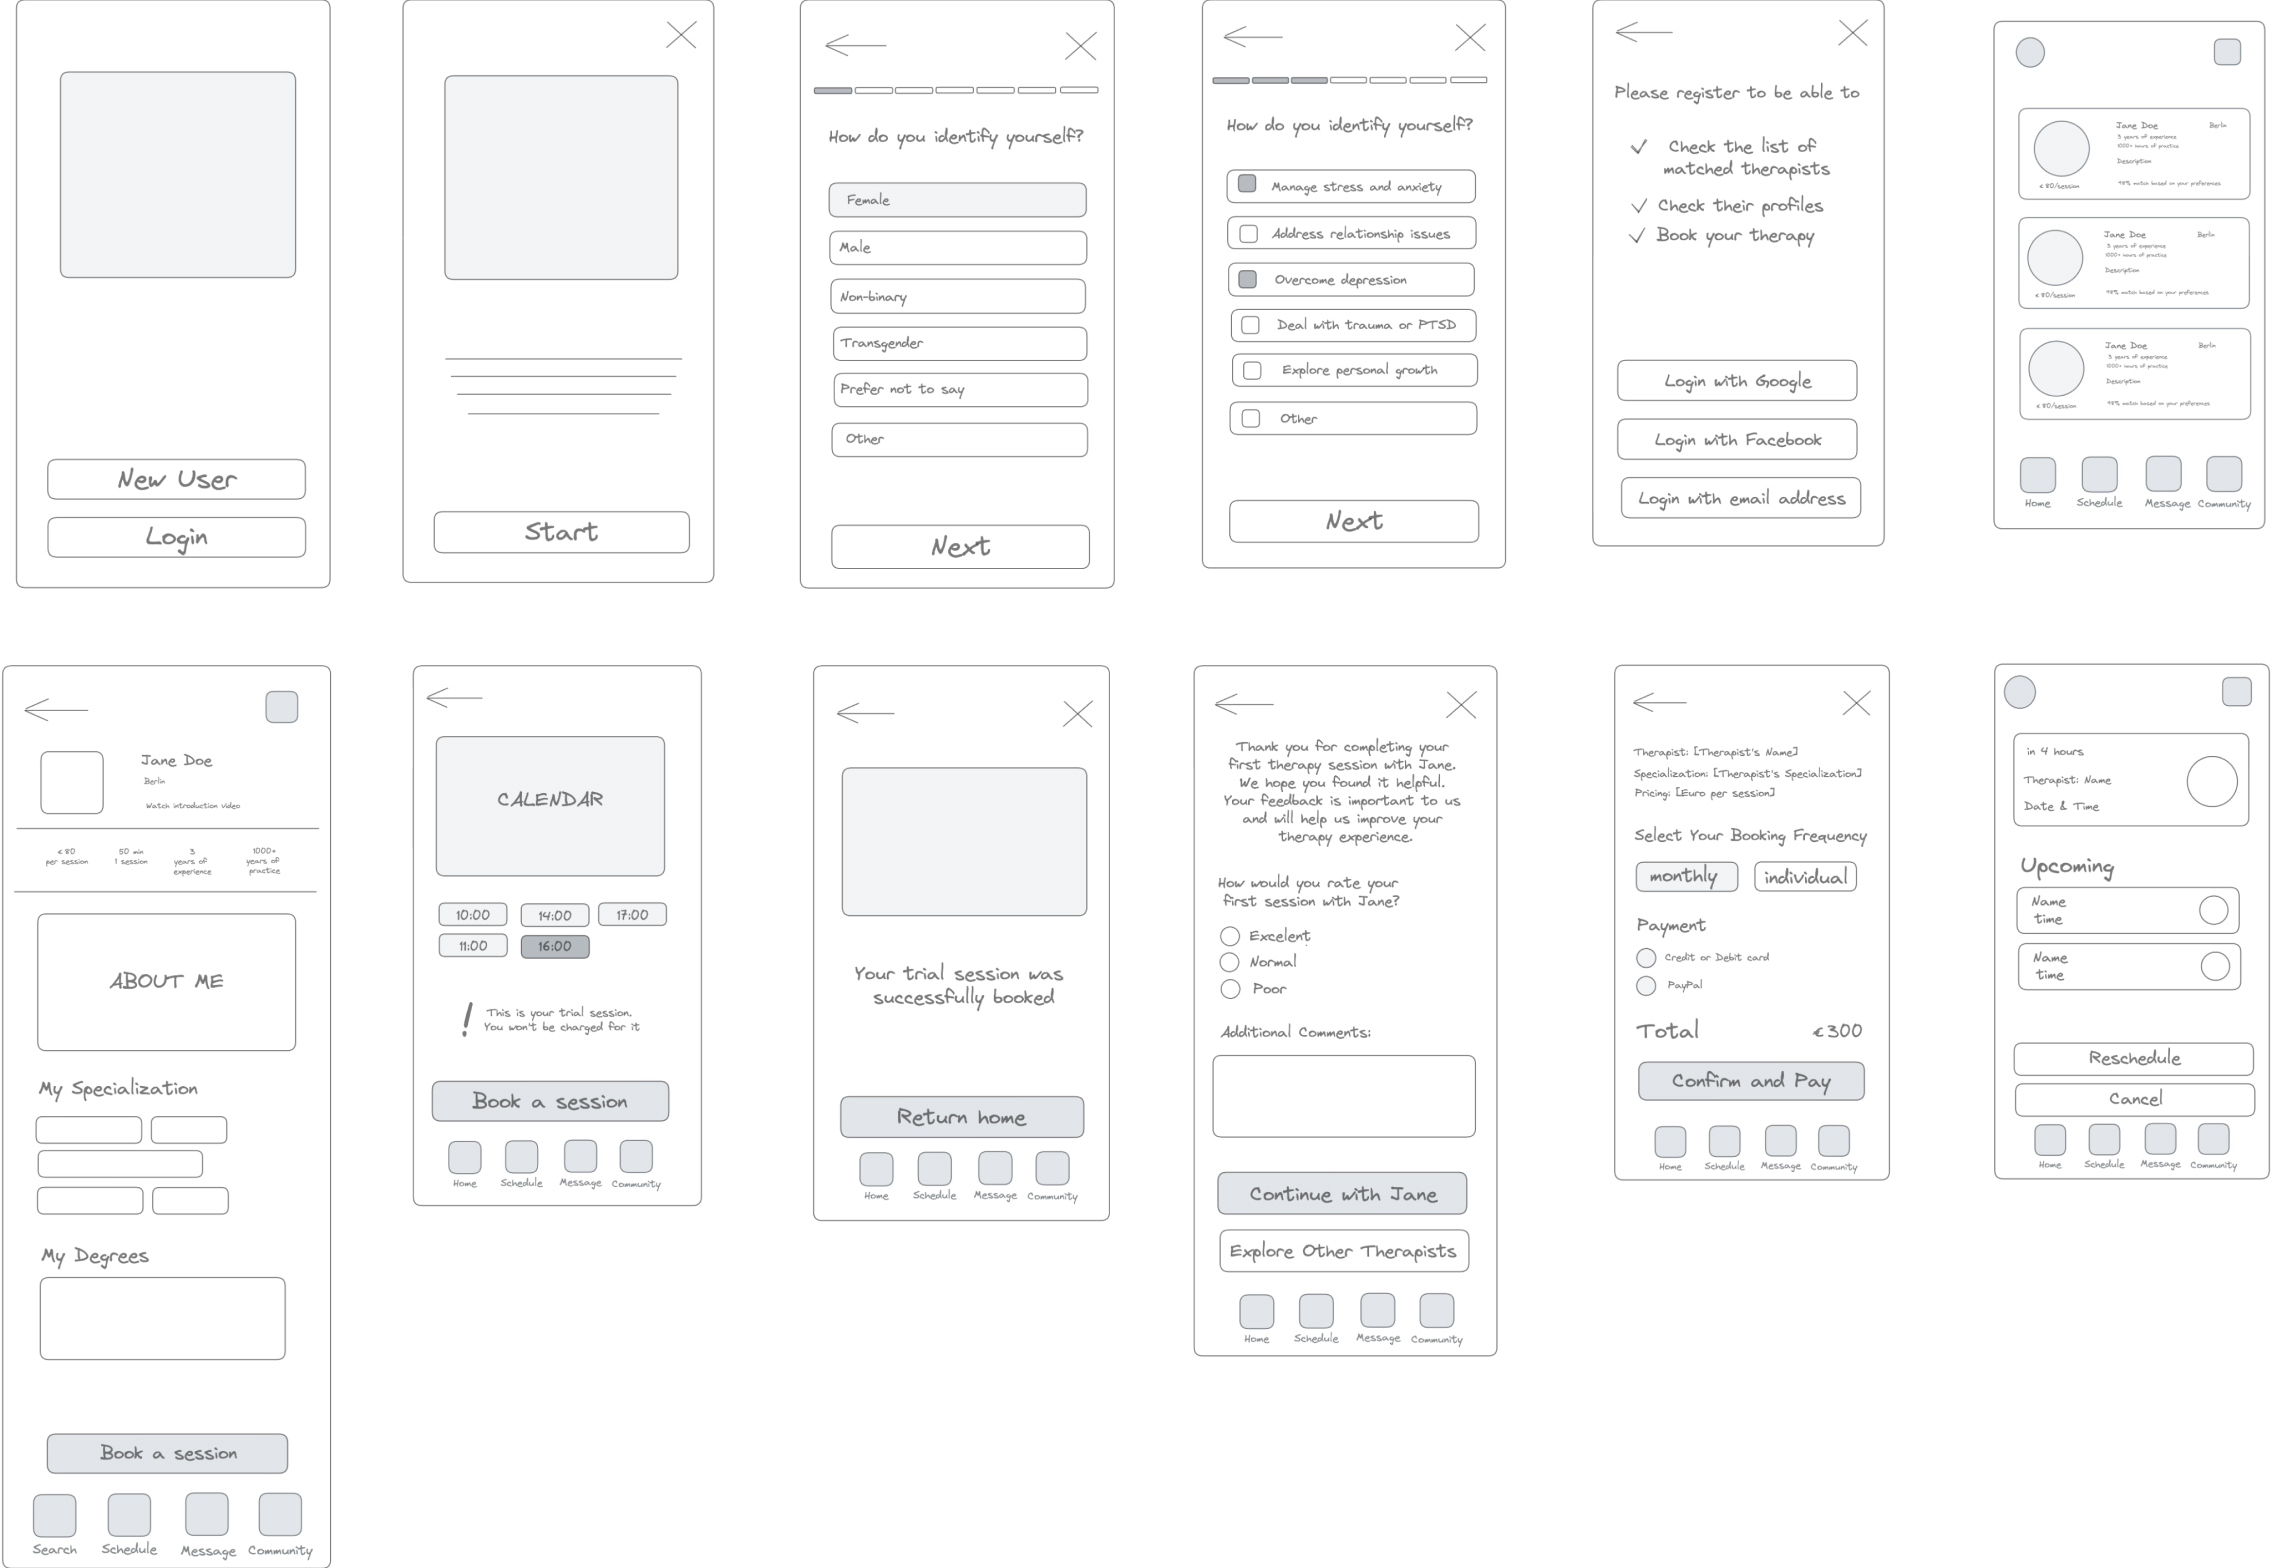 New User
Login
Start
How do you identify yourself?
Female
Male
Non-binary
Transgender
Prefer not to say
Other
Next
How do you identify yourself?
Manage stress and anxiety
Address relationship issues
Overcome depression
Deal with trauma or PTSD
Explore personal growth
Other
Next
Please register to be able to
Check the list of
matched therapists
Check their profiles
Book your therapy
Login with Google
Login with Facebook
Login with email address
Jane Doe
Berlin
3 years of experience
1000+ hours of practice
Description
€ 80/session
98% match based on your preferences
Jane Doe
Berlin
3 years of experience
1000+ hours of practice
Description
€ 80/session
98% match based on your preferences
Jane Doe
Berlin
3 years of experience
1000+ hours of practice
Description
€ 80/session
98% match based on your preferences
Home
Schedule
Message
Community
Jane Doe
Berlin
Watch introduction video
€ 80
per session
50 min
1 session
3
years of
experience
1000+
years of
practice
ABOUT ME
My Specialization
My Degrees
Book a session
Search
Schedule
Message
Community
CALENDAR
10:00
14:00
17:00
11:00
16:00
! This is your trial session.
You won't be charged for it
Book a session
Home
Schedule
Message
Community
Your trial session was
successfully booked
Return home
Home
Schedule
Message
Community
Thank you for completing your
first therapy session with Jane.
We hope you found it helpful.
Your feedback is important to us
and will help us improve your
therapy experience.
How would you rate your
first session with Jane?
Excelent
Normal
Poor
Additional Comments:
Continue with Jane
Explore Other Therapists
Home
Schedule
Message
Community
Therapist: [Therapist's Name]
Specialization: [Therapist's Specialization]
Pricing: [Euro per session]
Select Your Booking Frequency
monthly
individual
Payment
Credit or Debit card
PayPal
Total
€300
Confirm and Pay
Home
Schedule
Message
Community
in 4 hours
Therapist: Name
Date & Time
Upcoming
Name
time
Name
time
Reschedule
Cancel
Home
Schedule
Message
Community